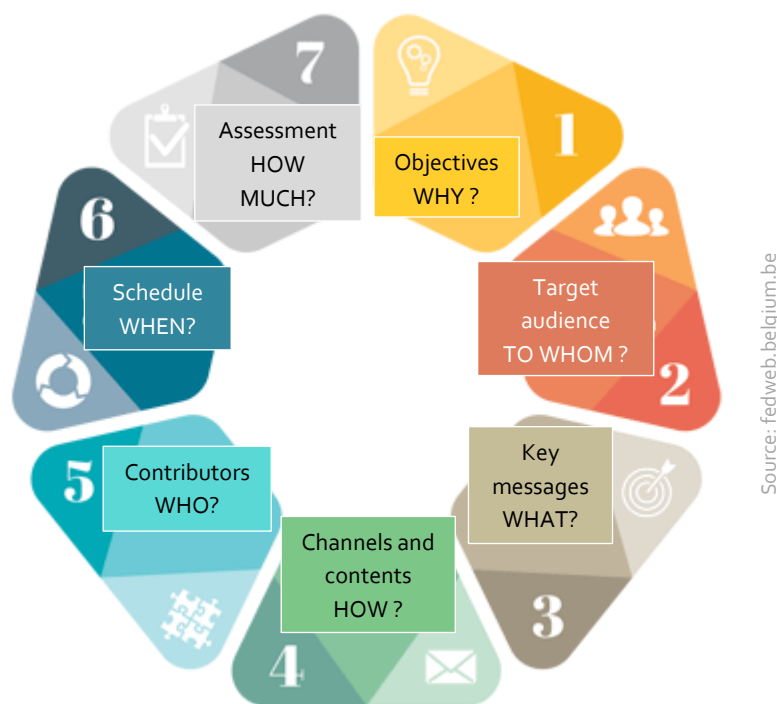 1
Objectives
WHY ?
2
Target
audience
TO WHOM ?
3
Key
messages
WHAT?
4
Channels and
contents
HOW ?
5
Contributors
WHO?
6
Schedule
WHEN?
7
Assessment
HOW
MUCH?
Source: fedweb.belgium.be